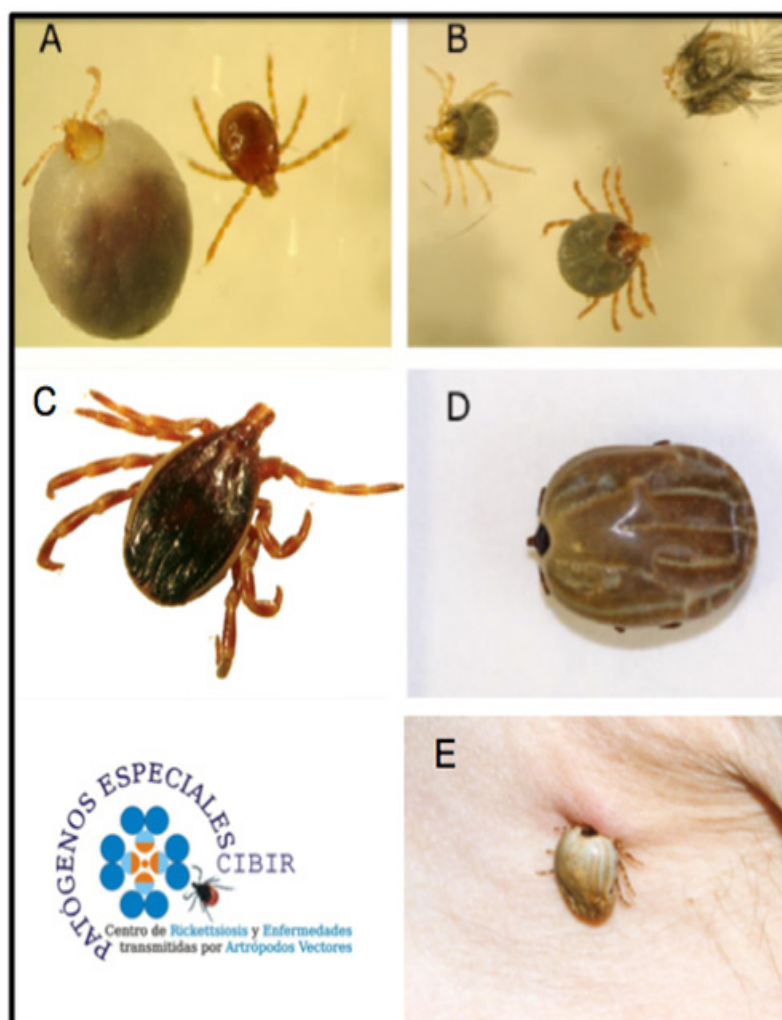 A
B
C
D
E
PATÓGENOS ESPECIALES
CIBIR
Centro de Rickettsiosis y Enfermedades
transmitidas por Artrópodos Vectores